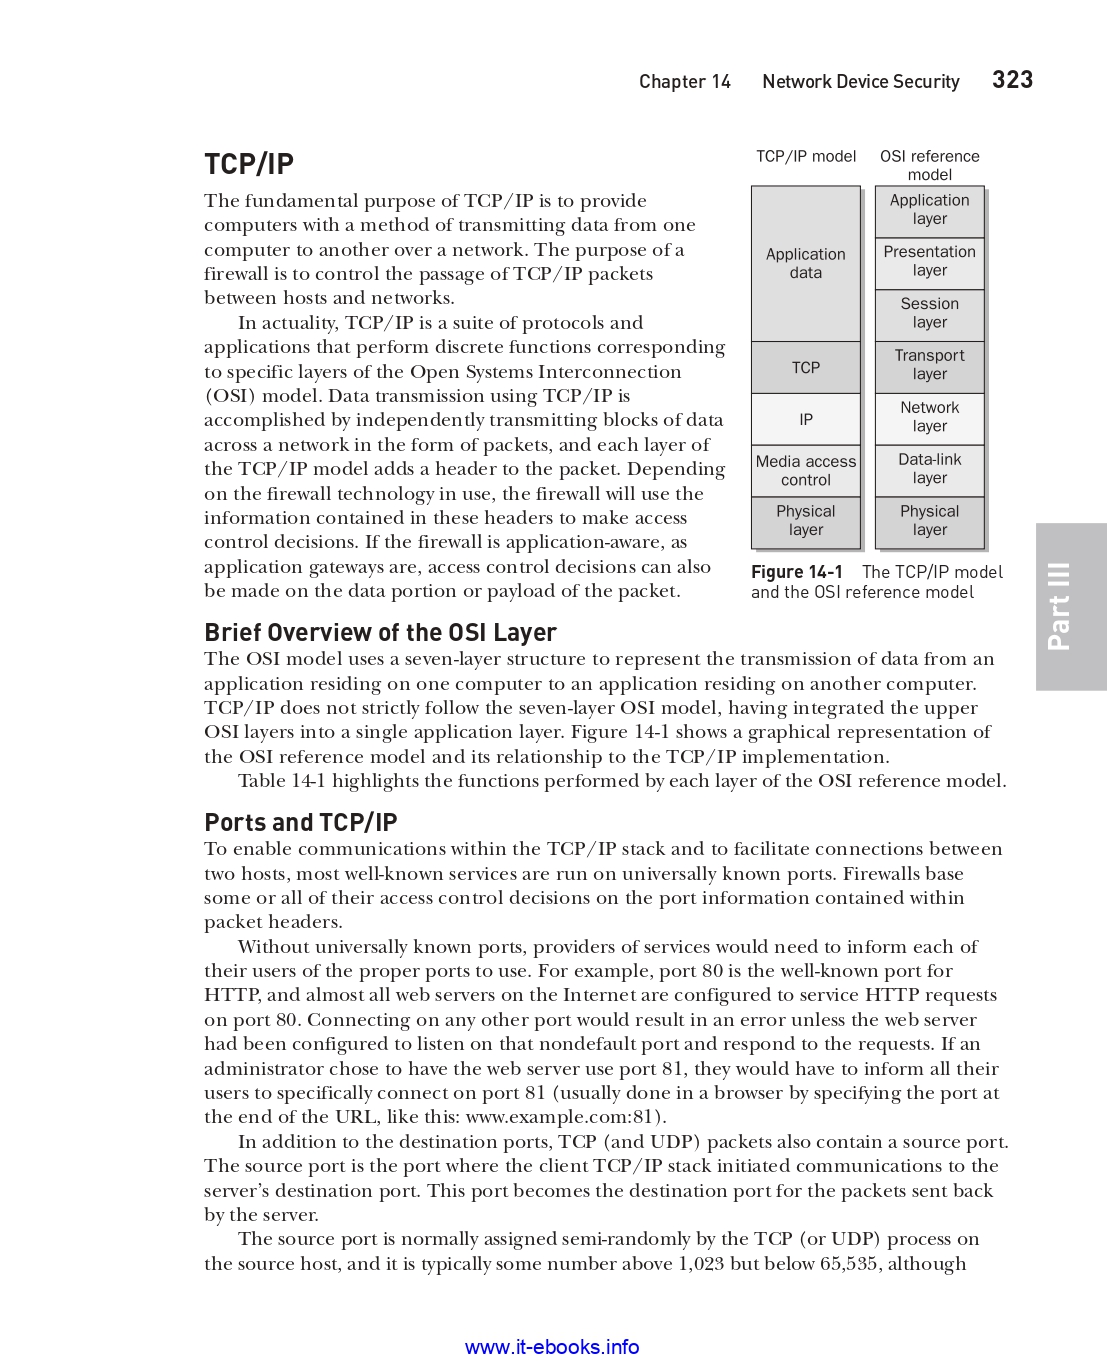 Chapter 14 Network Device Security 323
TCP/IP
The fundamental purpose of TCP/IP is to provide
computers with a method of transmitting data from one
computer to another over a network. The purpose of a
firewall is to control the passage of TCP/IP packets
between hosts and networks.
In actuality, TCP/IP is a suite of protocols and
applications that perform discrete functions corresponding
to specific layers of the Open Systems Interconnection
(OSI) model. Data transmission using TCP/IP is
accomplished by independently transmitting blocks of data
across a network in the form of packets, and each layer of
the TCP/IP model adds a header to the packet. Depending
on the firewall technology in use, the firewall will use the
information contained in these headers to make access
control decisions. If the firewall is application-aware, as
application gateways are, access control decisions can also
be made on the data portion or payload of the packet.
TCP/IP model
Application
data
TCP
IP
Media access
control
Physical
layer
OSI reference
model
Application
layer
Presentation
layer
Session
layer
Transport
layer
Network
layer
Data-link
layer
Physical
layer
Figure 14-1 The TCP/IP model
and the OSI reference model
Part III
Brief Overview of the OSI Layer
The OSI model uses a seven-layer structure to represent the transmission of data from an
application residing on one computer to an application residing on another computer.
TCP/IP does not strictly follow the seven-layer OSI model, having integrated the upper
OSI layers into a single application layer. Figure 14-1 shows a graphical representation of
the OSI reference model and its relationship to the TCP/IP implementation.
Table 14-1 highlights the functions performed by each layer of the OSI reference model.
Ports and TCP/IP
To enable communications within the TCP/IP stack and to facilitate connections between
two hosts, most well-known services are run on universally known ports. Firewalls base
some or all of their access control decisions on the port information contained within
packet headers.
Without universally known ports, providers of services would need to inform each of
their users of the proper ports to use. For example, port 80 is the well-known port for
HTTP, and almost all web servers on the Internet are configured to service HTTP requests
on port 80. Connecting on any other port would result in an error unless the web server
had been configured to listen on that nondefault port and respond to the requests. If an
administrator chose to have the web server use port 81, they would have to inform all their
users to specifically connect on port 81 (usually done in a browser by specifying the port at
the end of the URL, like this: www.example.com:81).
In addition to the destination ports, TCP (and UDP) packets also contain a source port.
The source port is the port where the client TCP/IP stack initiated communications to the
server’s destination port. This port becomes the destination port for the packets sent back
by the server.
The source port is normally assigned semi-randomly by the TCP (or UDP) process on
the source host, and it is typically some number above 1,023 but below 65,535, although
www.it-ebooks.info